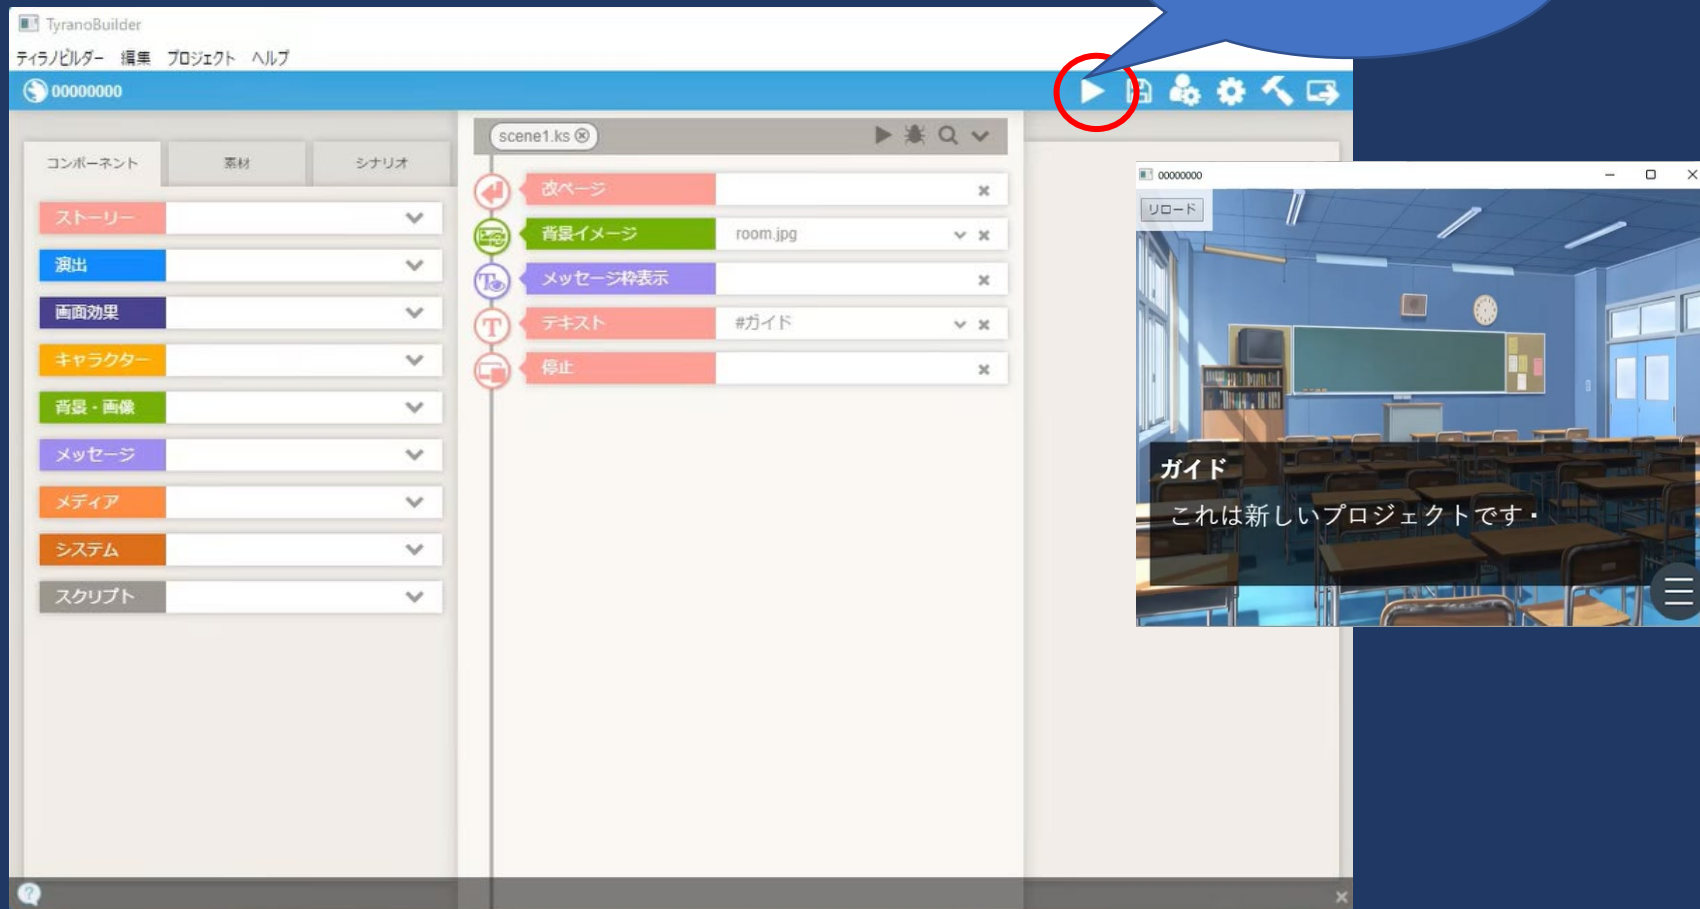 TyranoBuilder
ティラノビルダー 編集 プロジェクト ヘルプ
00000000
コンポーネント 素材 シナリオ
ストーリー
演出
画面効果
キャラクター
背景・画像
メッセージ
メディア
システム
スクリプト
scene1.ks
改ページ
背景イメージ room.jpg
メッセージ枠表示
テキスト #ガイド
停止
00000000
リロード
ガイド
これは新しいプロジェクトです